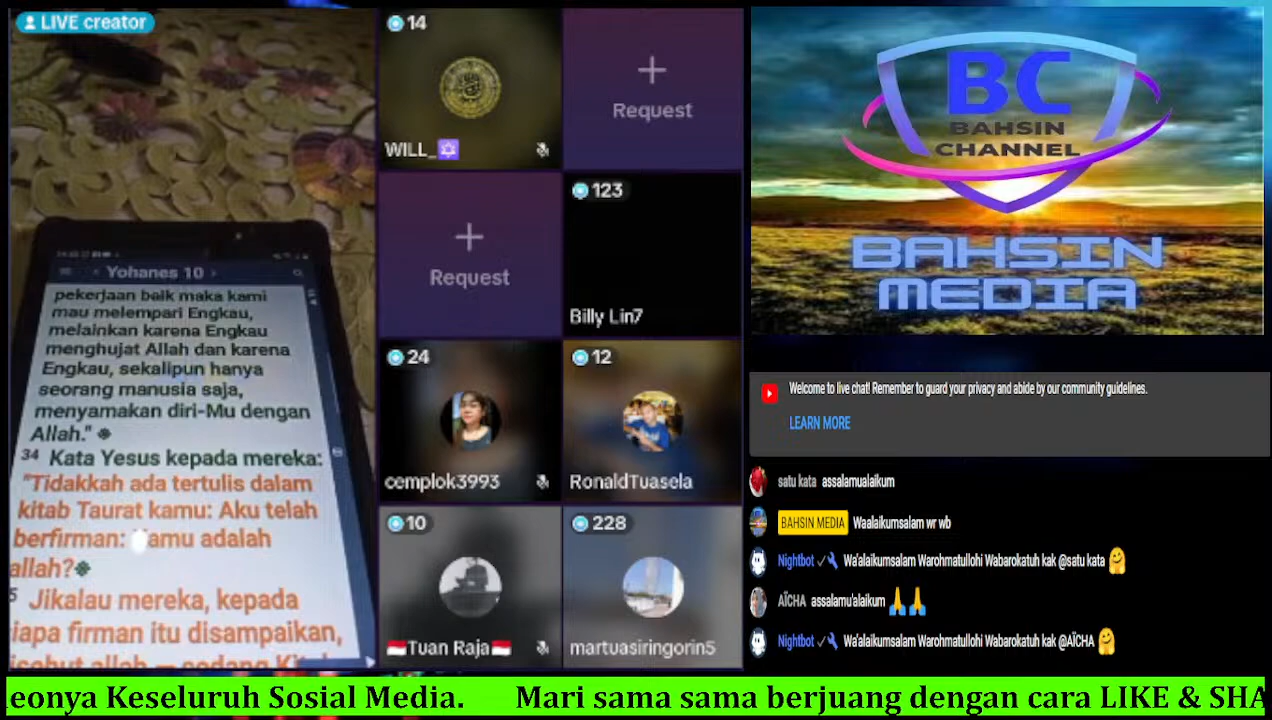 LIVE creator
Yohanes 10
pekerjaan baik maka kami
mau melempari Engkau,
melainkan karena Engkau
menghujat Allah dan karena
Engkau, sekalipun hanya
seorang manusia saja,
menyamakan diri-Mu dengan
Allah."
34 Kata Yesus kepada mereka:
"Tidakkah ada tertulis dalam
kitab Taurat kamu: Aku telah
berfirman: amu adalah
allah?
5 Jikalau mereka, kepada
iapa firman itu disampaikan,
14
WILL_
Request
Request
123
Billy Lin7
24
cemplok3993
12
RonaldTuasela
10
Tuan Raja
228
martuasiringorin5
BC
BAHSIN
CHANNEL
BAHSIN
MEDIA
Welcome to live chat! Remember to guard your privacy and abide by our community guidelines.
LEARN MORE
satu kata assalamualaikum
BAHSIN MEDIA Waalaikumsalam wr wb
Nightbot Wa'alaikumsalam Warohmatullohi Wabarokatuh kak @satu kata
AÏCHA assalamu'alaikum
Nightbot Wa'alaikumsalam Warohmatullohi Wabarokatuh kak @AÏCHA
eonya Keseluruh Sosial Media. Mari sama sama berjuang dengan cara LIKE & SHA